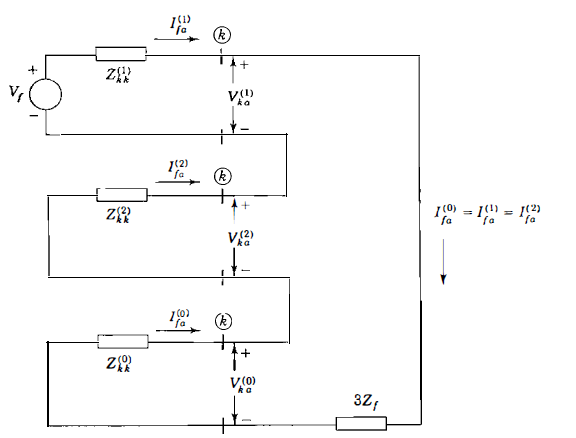 I_{fa}^{(1)} k
+ Z_{kk}^{(1)} +
V_f V_{ka}^{(1)}
− −
I_{fa}^{(2)} k
Z_{kk}^{(2)} +
V_{ka}^{(2)} I_{fa}^{(0)} = I_{fa}^{(1)} = I_{fa}^{(2)}
−
I_{fa}^{(0)} k
Z_{kk}^{(0)} +
V_{ka}^{(0)}
− 3Z_f